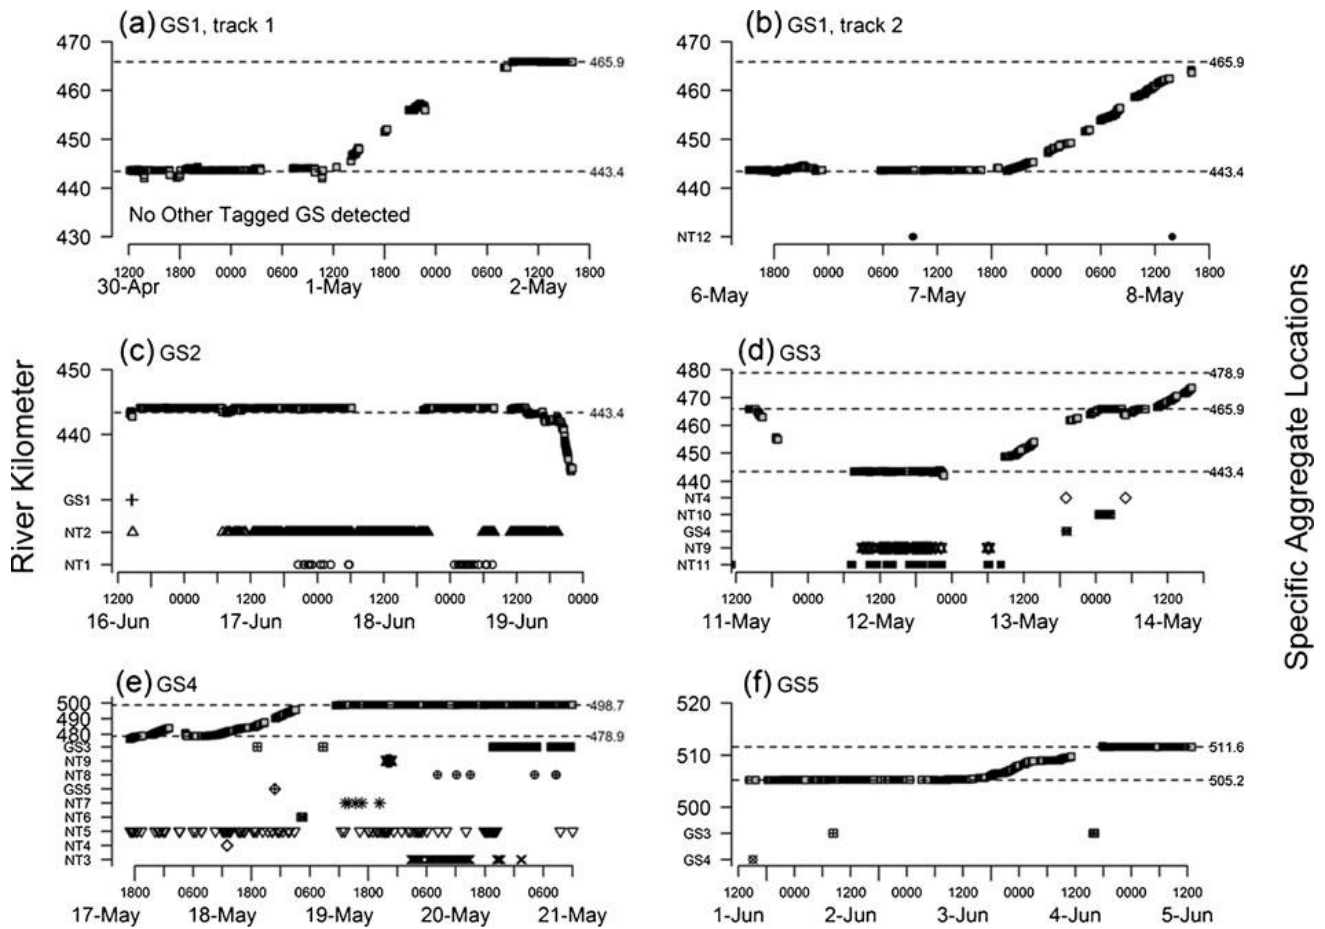 (a) GS1, track 1
470
460
450
440
430
465.9
443.4
No Other Tagged GS detected
1200 1800 0000 0600 1200 1800 0000 0600 1200 1800
30-Apr 1-May 2-May
(b) GS1, track 2
470
460
450
440
NT12
465.9
443.4
1800 0000 0600 1200 1800 0000 0600 1200 1800
6-May 7-May 8-May
River Kilometer
Specific Aggregate Locations
(c) GS2
450
440
GS1
NT2
NT1
443.4
1200 0000 1200 0000 1200 0000 1200 0000
16-Jun 17-Jun 18-Jun 19-Jun
(d) GS3
480
470
460
450
440
NT4
NT10
GS4
NT9
NT11
478.9
465.9
443.4
1200 0000 1200 0000 1200 0000 1200
11-May 12-May 13-May 14-May
(e) GS4
500
490
480
GS3
NT9
NT8
GS5
NT7
NT6
NT5
NT4
NT3
498.7
478.9
1800 0600 1800 0600 1800 0600 1800 0600
17-May 18-May 19-May 20-May 21-May
(f) GS5
520
510
500
GS3
GS4
511.6
505.2
1200 0000 1200 0000 1200 0000 1200 0000 1200
1-Jun 2-Jun 3-Jun 4-Jun 5-Jun